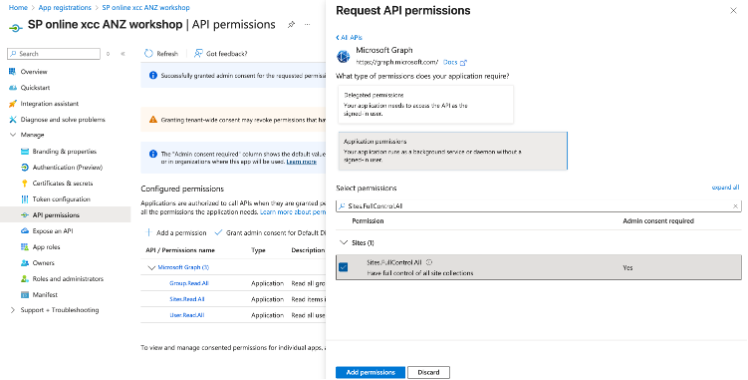 Home > App registrations > SP online xcc ANZ workshop
SP online xcc ANZ workshop | API permissions
Search
Overview
Quickstart
Integration assistant
Diagnose and solve problems
Manage
Branding & properties
Authentication (Preview)
Certificates & secrets
Token configuration
API permissions
Expose an API
App roles
Owners
Roles and administrators
Manifest
Support + Troubleshooting
Refresh
Got feedback?
Successfully granted admin consent for the requested permissi
Granting tenant-wide consent may revoke permissions that ha
The "Admin consent required" column shows the default value
or in organizations where this app will be used. Learn more
Configured permissions
Applications are authorized to call APIs when they are granted pe
all the permissions the application needs. Learn more about perm
Add a permission
Grant admin consent for Default Di
API / Permissions name Type Description
Microsoft Graph (3)
Group.Read.All Application Read all gro
Sites.Read.All Application Read items i
User.Read.All Application Read all use
To view and manage consented permissions for individual apps, a
Request API permissions
All APIs
Microsoft Graph
https://graph.microsoft.com/ Docs
What type of permissions does your application require?
Delegated permissions
Your application needs to access the API as the
signed-in user.
Application permissions
Your application runs as a background service or daemon without a
signed-in user.
Select permissions
expand all
Sites.FullControl.All
Permission Admin consent required
Sites (1)
Sites.FullControl.All
Have full control of all site collections
Yes
Add permissions
Discard